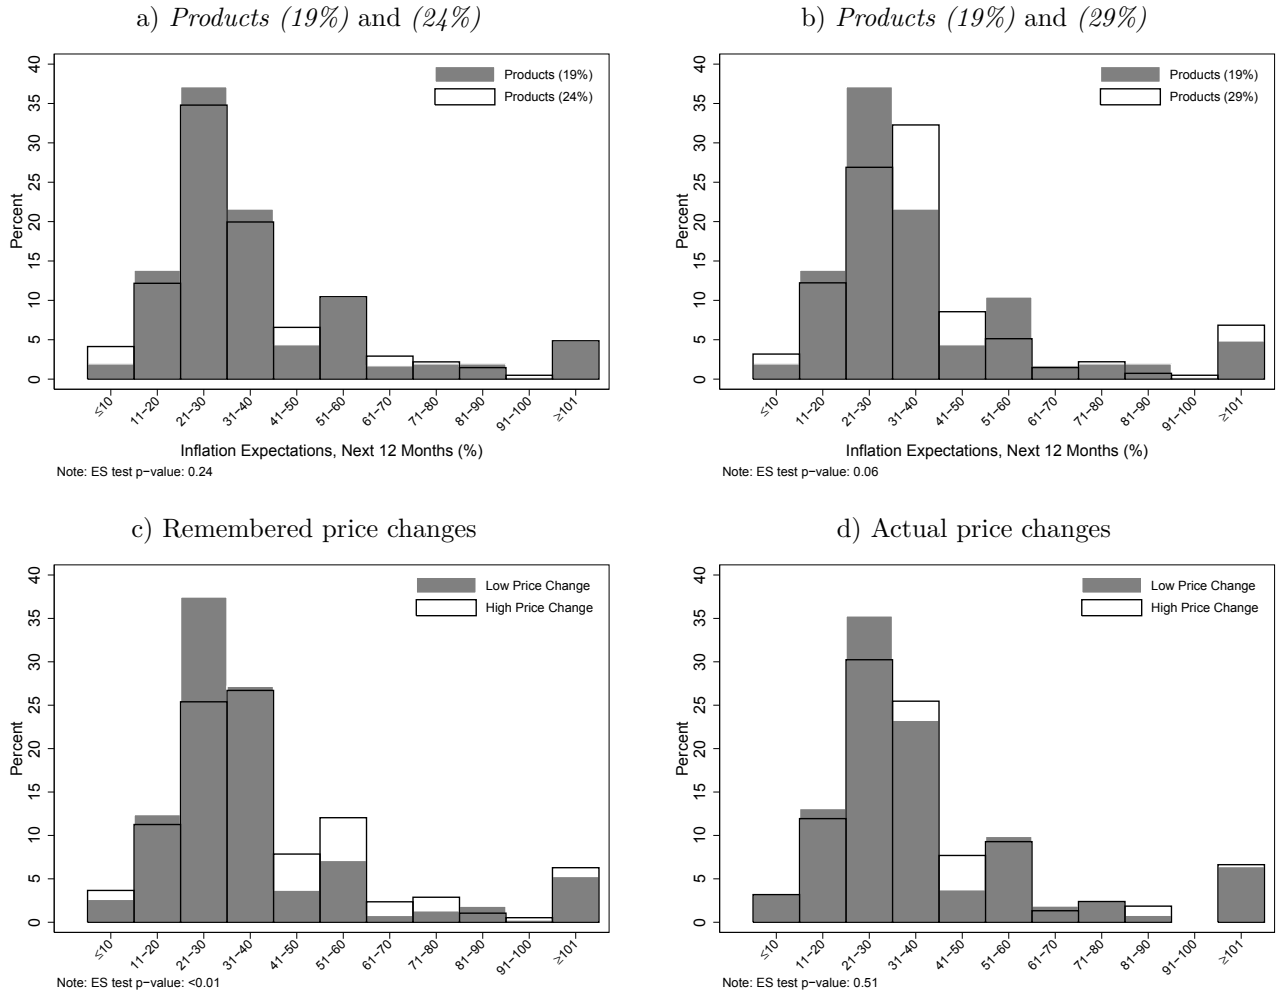 a) Products (19%) and (24%)
b) Products (19%) and (29%)
Percent
0 5 10 15 20 25 30 35 40
Products (19%)
Products (24%)
≤10 11−20 21−30 31−40 41−50 51−60 61−70 71−80 81−90 91−100 ≥101
Inflation Expectations, Next 12 Months (%)
Note: ES test p−value: 0.24
Percent
0 5 10 15 20 25 30 35 40
Products (19%)
Products (29%)
≤10 11−20 21−30 31−40 41−50 51−60 61−70 71−80 81−90 91−100 ≥101
Inflation Expectations, Next 12 Months (%)
Note: ES test p−value: 0.06
c) Remembered price changes
d) Actual price changes
Percent
0 5 10 15 20 25 30 35 40
Low Price Change
High Price Change
≤10 11−20 21−30 31−40 41−50 51−60 61−70 71−80 81−90 91−100 ≥101
Note: ES test p−value: <0.01
Percent
0 5 10 15 20 25 30 35 40
Low Price Change
High Price Change
≤10 11−20 21−30 31−40 41−50 51−60 61−70 71−80 81−90 91−100 ≥101
Note: ES test p−value: 0.51